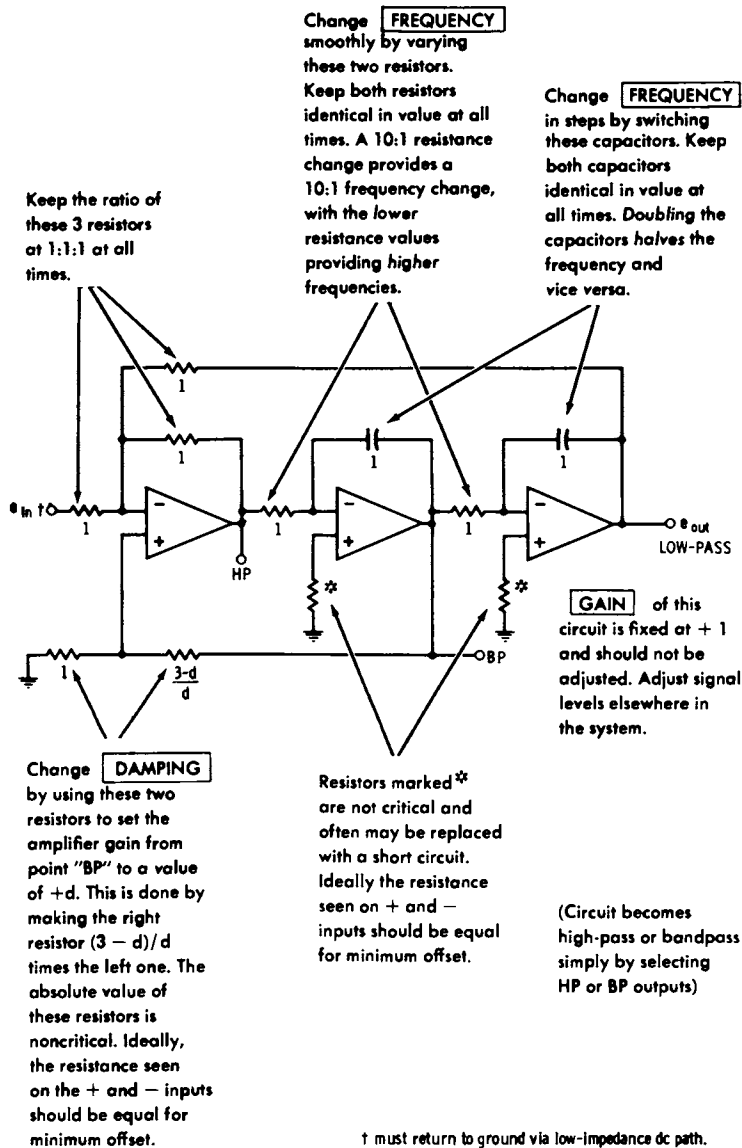 Change FREQUENCY
smoothly by varying
these two resistors.
Keep both resistors
identical in value at all
times. A 10:1 resistance
change provides a
10:1 frequency change,
with the lower
resistance values
providing higher
frequencies.
Change FREQUENCY
in steps by switching
these capacitors. Keep
both capacitors
identical in value at
all times. Doubling the
capacitors halves the
frequency and
vice versa.
Keep the ratio of
these 3 resistors
at 1:1:1 at all
times.
1
1
1
1
e in †
1
−
+
HP
1
−
+
*
1
−
+
*
e out
LOW-PASS
1
3-d
d
BP
GAIN of this
circuit is fixed at + 1
and should not be
adjusted. Adjust signal
levels elsewhere in
the system.
Change DAMPING
by using these two
resistors to set the
amplifier gain from
point "BP" to a value
of +d. This is done by
making the right
resistor (3 − d)/d
times the left one. The
absolute value of
these resistors is
noncritical. Ideally,
the resistance seen
on the + and − inputs
should be equal for
minimum offset.
Resistors marked *
are not critical and
often may be replaced
with a short circuit.
Ideally the resistance
seen on + and −
inputs should be equal
for minimum offset.
(Circuit becomes
high-pass or bandpass
simply by selecting
HP or BP outputs)
† must return to ground via low-impedance dc path.